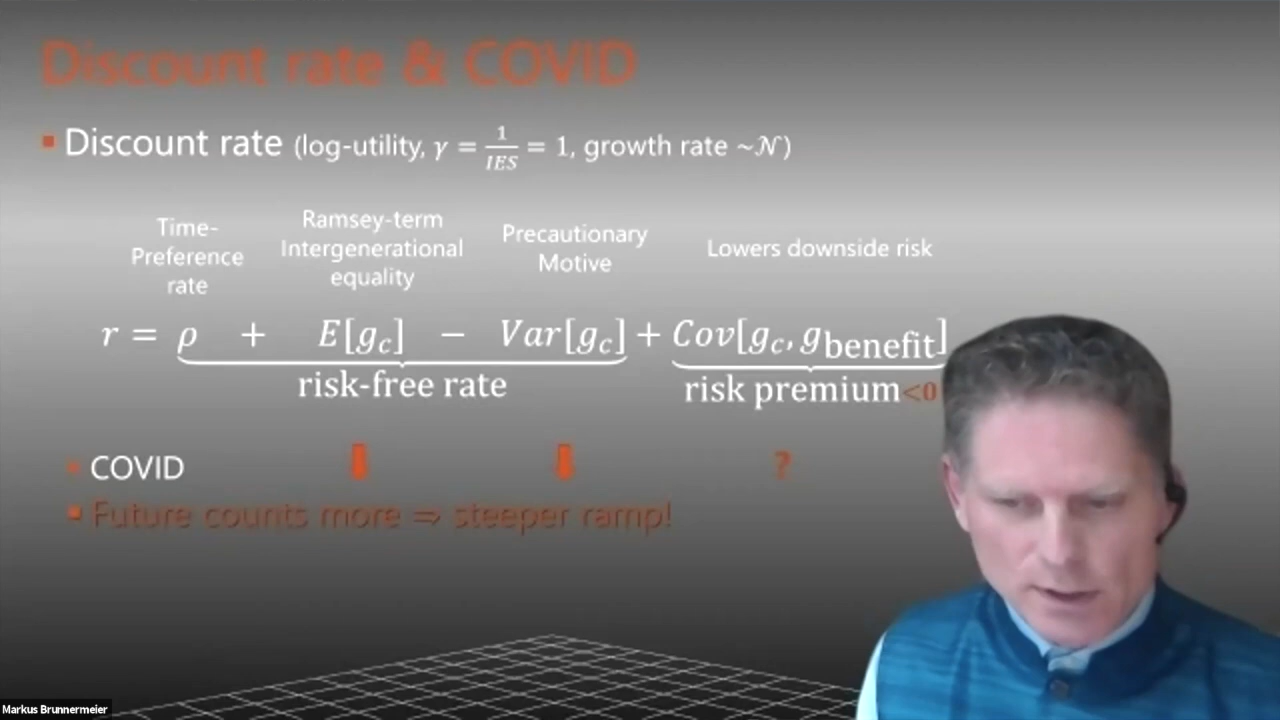 Discount rate & COVID
▪ Discount rate (log-utility, γ = 1/IES = 1, growth rate ~𝒩)
Time-
Preference
rate
Ramsey-term
Intergenerational
equality
Precautionary
Motive
Lowers downside risk
r = ρ + E[g_c] − Var[g_c] + Cov[g_c, g_benefit]
risk-free rate
risk premium<0
▪ COVID ⬇ ⬇ ?
▪ Future counts more ⇒ steeper ramp!
Markus Brunnermeier